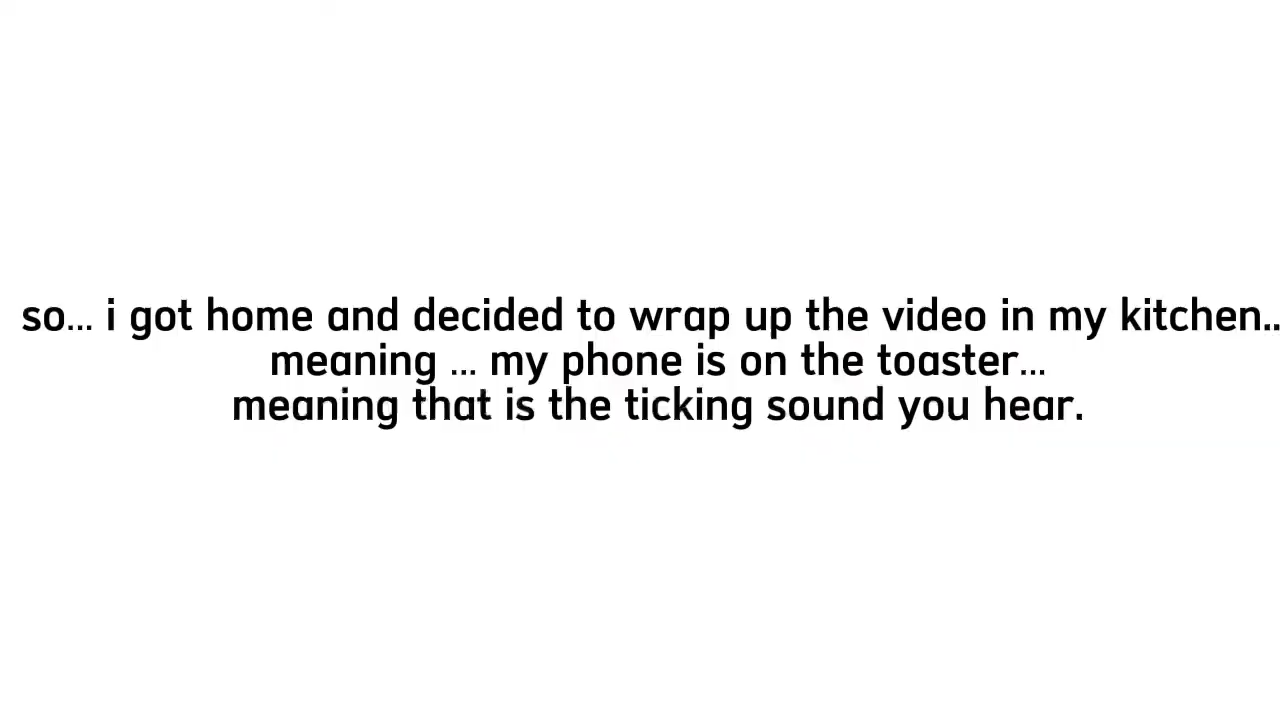 so... i got home and decided to wrap up the video in my kitchen..
meaning ... my phone is on the toaster...
meaning that is the ticking sound you hear.